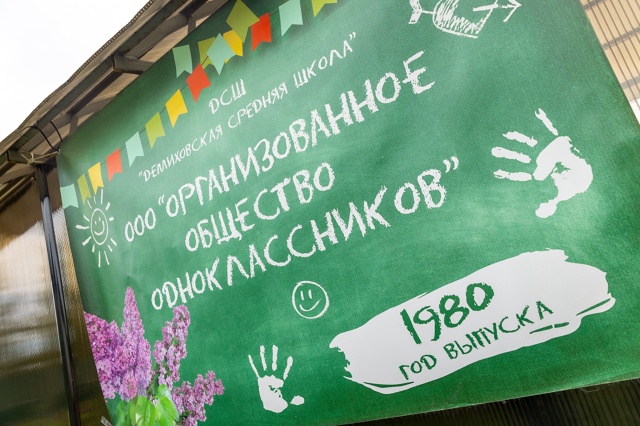 ДСШ
"ДЕМИХОВСКАЯ СРЕДНЯЯ ШКОЛА"
ООО "ОРГАНИЗОВАННОЕ
ОБЩЕСТВО
ОДНОКЛАССНИКОВ"
1980
ГОД ВЫПУСКА